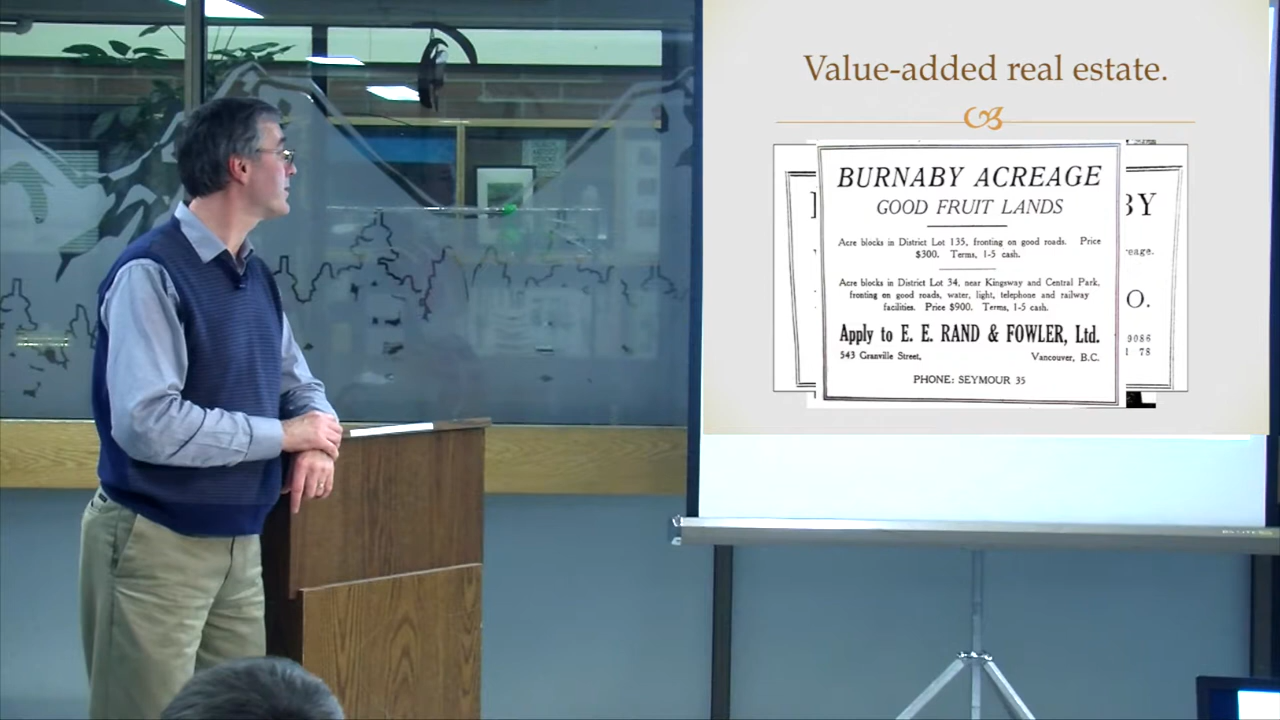 Value-added real estate.
BURNABY ACREAGE
GOOD FRUIT LANDS
Acre blocks in District Lot 135, fronting on good roads. Price
$300. Terms, 1-5 cash.
Acre blocks in District Lot 34, near Kingsway and Central Park,
fronting on good roads, water, light, telephone and railway
facilities. Price $900. Terms, 1-5 cash.
Apply to E. E. RAND & FOWLER, Ltd.
543 Granville Street, Vancouver, B.C.
PHONE: SEYMOUR 35
BY
eage.
O.
9086
78